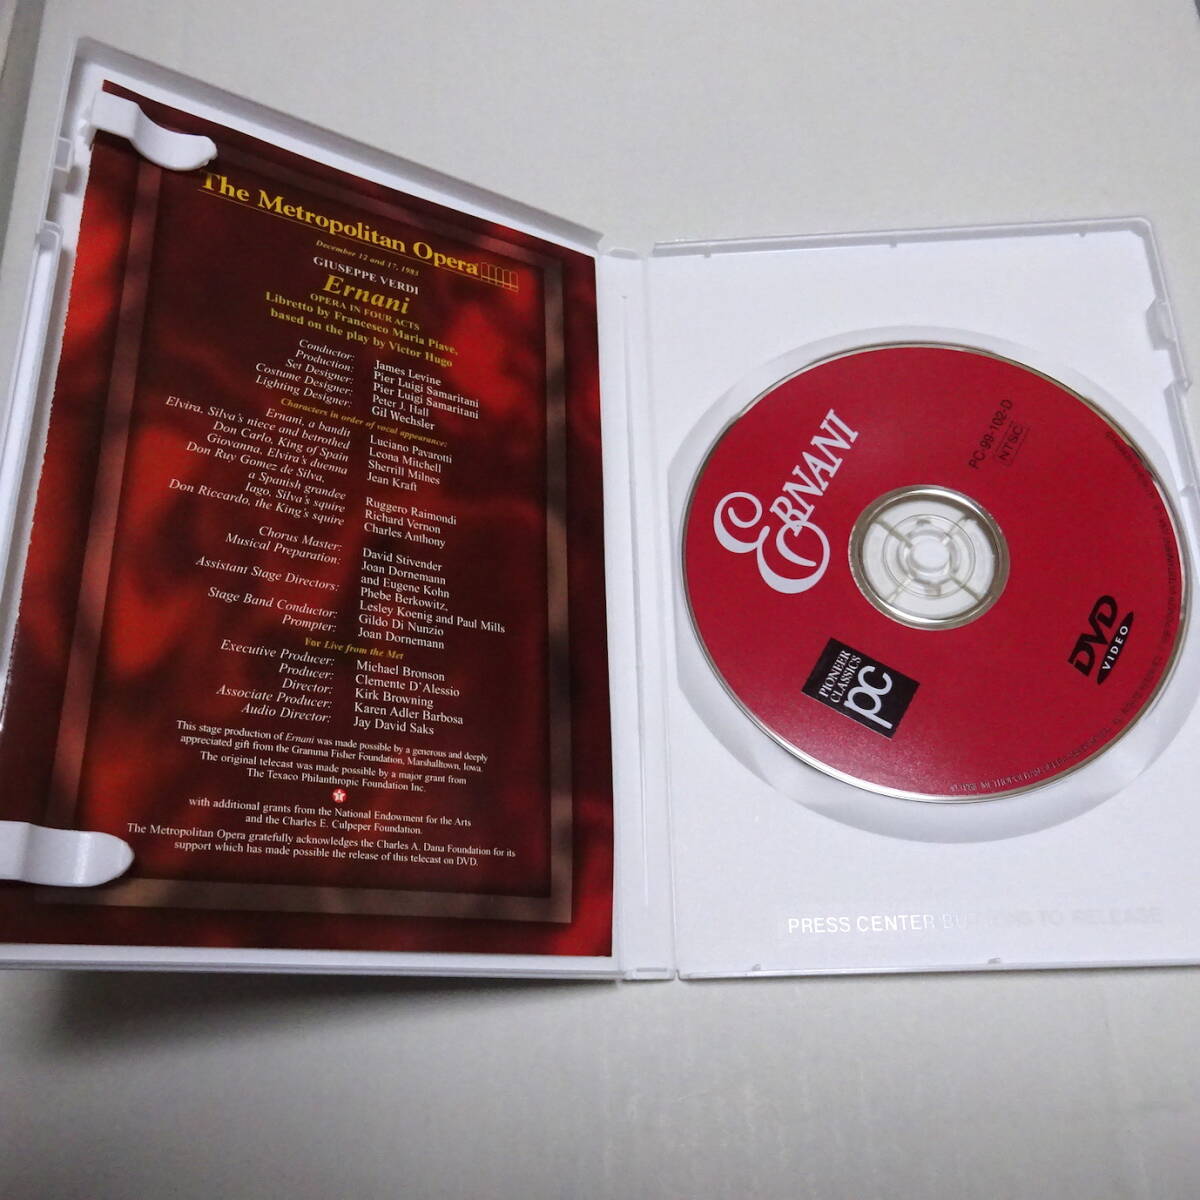 The Metropolitan Opera
December 12 and 17, 1983
GIUSEPPE VERDI
Ernani
OPERA IN FOUR ACTS
Libretto by Francesco Maria Piave,
based on the play by Victor Hugo
Conductor: James Levine
Production: Pier Luigi Samaritani
Set Designer: Pier Luigi Samaritani
Costume Designer: Peter J. Hall
Lighting Designer: Gil Wechsler
Characters in order of vocal appearance:
Ernani, a bandit Luciano Pavarotti
Elvira, Silva's niece and betrothed Leona Mitchell
Don Carlo, King of Spain Sherrill Milnes
Giovanna, Elvira's duenna Jean Kraft
Don Ruy Gomez de Silva,
a Spanish grandee Ruggero Raimondi
Iago, Silva's squire Richard Vernon
Don Riccardo, the King's squire Charles Anthony
Chorus Master: David Stivender
Musical Preparation: Joan Dornemann
and Eugene Kohn
Assistant Stage Directors: Phebe Berkowitz,
Lesley Koenig and Paul Mills
Stage Band Conductor: Gildo Di Nunzio
Prompter: Joan Dornemann
For Live from the Met
Executive Producer: Michael Bronson
Producer: Clemente D'Alessio
Director: Kirk Browning
Associate Producer: Karen Adler Barbosa
Audio Director: Jay David Saks
This stage production of Ernani was made possible by a generous and deeply
appreciated gift from the Gramma Fisher Foundation, Marshalltown, Iowa.
The original telecast was made possible by a major grant from
The Texaco Philanthropic Foundation Inc.
with additional grants from the National Endowment for the Arts
and the Charles E. Culpeper Foundation.
The Metropolitan Opera gratefully acknowledges the Charles A. Dana Foundation for its
support which has made possible the release of this telecast on DVD.
ERNANI
PC-99-102-D
NTSC
PIONEER
CLASSICS
pc
DVD
VIDEO
PRESS CENTER BUTTONS TO RELEASE